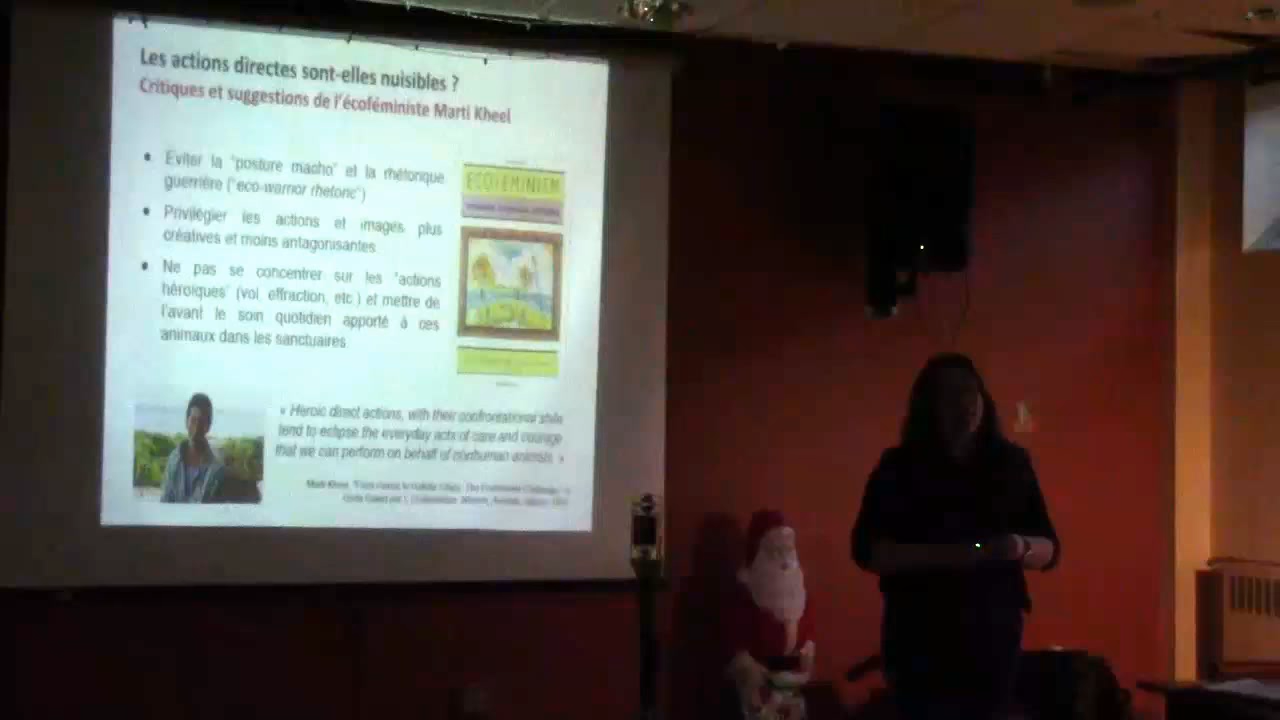 Les actions directes sont-elles nuisibles ?
Critiques et suggestions de l'écoféministe Marti Kheel
• Eviter la "posture macho" et la rhétorique
guerrière ("eco-warrior rhetoric")
• Privilégier les actions et images plus
créatives et moins antagonisantes.
• Ne pas se concentrer sur les "actions
héroïques" (vol, effraction, etc.) et mettre de
l'avant le soin quotidien apporté à ces
animaux dans les sanctuaires
ECOFEMINISM
« Heroic direct actions, with their confrontational style
tend to eclipse the everyday acts of care and courage
that we can perform on behalf of nonhuman animals. »
Marti Kheel,